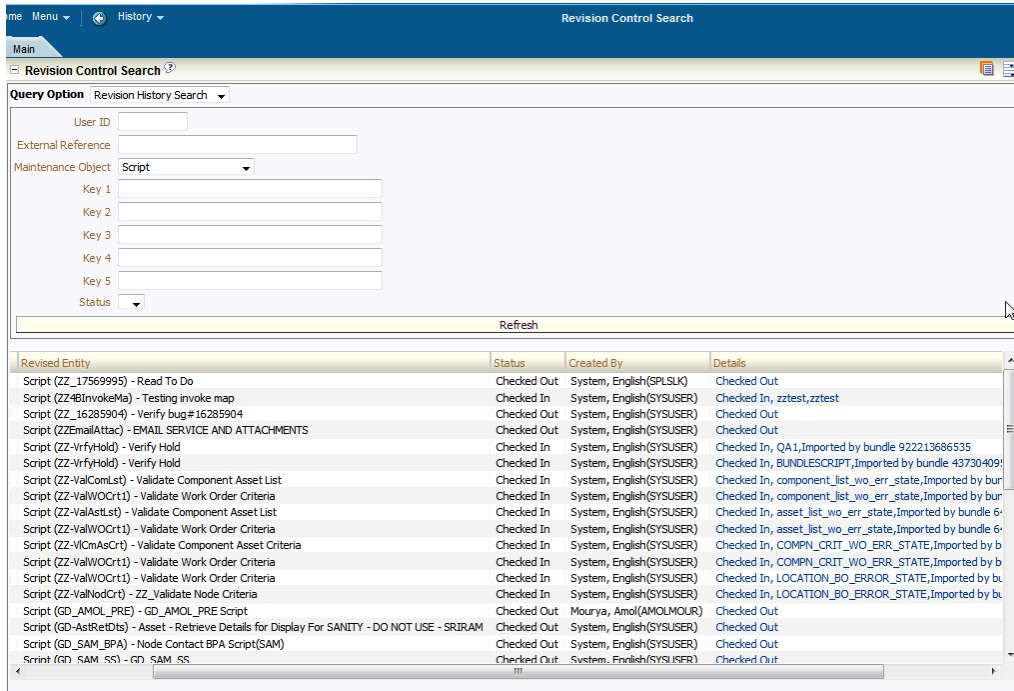 ome Menu History Revision Control Search
Main
Revision Control Search ?
Query Option Revision History Search
User ID
External Reference
Maintenance Object Script
Key 1
Key 2
Key 3
Key 4
Key 5
Status
Refresh
Revised Entity Status Created By Details
Script (ZZ_17569995) - Read To Do Checked Out System, English(SPLSLK) Checked Out
Script (ZZ4BInvokeMa) - Testing invoke map Checked In System, English(SYSUSER) Checked In, zztest,zztest
Script (ZZ_16285904) - Verify bug#16285904 Checked Out System, English(SYSUSER) Checked Out
Script (ZZEmailAttac) - EMAIL SERVICE AND ATTACHMENTS Checked Out System, English(SYSUSER) Checked Out
Script (ZZ-VrfyHold) - Verify Hold Checked In System, English(SYSUSER) Checked In, QA1,Imported by bundle 922213686535
Script (ZZ-VrfyHold) - Verify Hold Checked In System, English(SYSUSER) Checked In, BUNDLESCRIPT,Imported by bundle 437304095
Script (ZZ-ValComLst) - Validate Component Asset List Checked In System, English(SYSUSER) Checked In, component_list_wo_err_state,Imported by bun
Script (ZZ-ValWOCrt1) - Validate Work Order Criteria Checked In System, English(SYSUSER) Checked In, component_list_wo_err_state,Imported by bun
Script (ZZ-ValAstLst) - Validate Component Asset List Checked In System, English(SYSUSER) Checked In, asset_list_wo_err_state,Imported by bundle 64
Script (ZZ-ValWOCrt1) - Validate Work Order Criteria Checked In System, English(SYSUSER) Checked In, asset_list_wo_err_state,Imported by bundle 64
Script (ZZ-VlCmAsCrt) - Validate Component Asset Criteria Checked In System, English(SYSUSER) Checked In, COMPN_CRIT_WO_ERR_STATE,Imported by b
Script (ZZ-ValWOCrt1) - Validate Work Order Criteria Checked In System, English(SYSUSER) Checked In, COMPN_CRIT_WO_ERR_STATE,Imported by b
Script (ZZ-ValWOCrt1) - Validate Work Order Criteria Checked In System, English(SYSUSER) Checked In, LOCATION_BO_ERROR_STATE,Imported by bu
Script (ZZ-ValNodCrt) - ZZ_Validate Node Criteria Checked In System, English(SYSUSER) Checked In, LOCATION_BO_ERROR_STATE,Imported by bu
Script (GD_AMOL_PRE) - GD_AMOL_PRE Script Checked Out Mourya, Amol(AMOLMOUR) Checked Out
Script (GD-AstRetDts) - Asset - Retrieve Details for Display For SANITY - DO NOT USE - SRIRAM Checked Out System, English(SYSUSER) Checked Out
Script (GD_SAM_BPA) - Node Contact BPA Script(SAM) Checked Out System, English(SYSUSER) Checked Out
Script (GD_SAM_SS) - GD_SAM_SS Checked Out System, English(SYSUSER) Checked Out